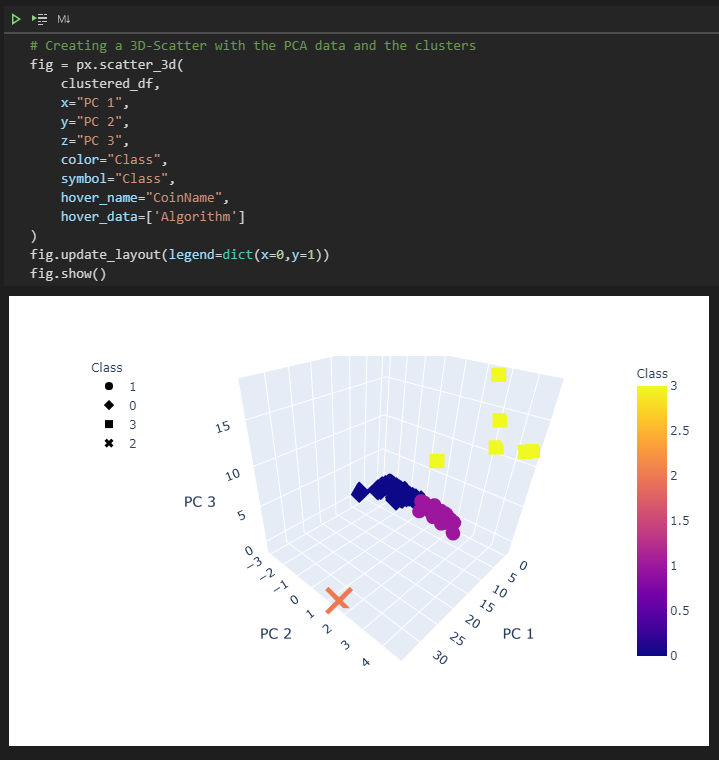 M↓
# Creating a 3D-Scatter with the PCA data and the clusters
fig = px.scatter_3d(
    clustered_df,
    x="PC 1",
    y="PC 2",
    z="PC 3",
    color="Class",
    symbol="Class",
    hover_name="CoinName",
    hover_data=['Algorithm']
)
fig.update_layout(legend=dict(x=0,y=1))
fig.show()
Class
1
0
3
2
15
10
5
0
PC 3
−3
−2
−1
0
1
2
3
4
PC 2
0
5
10
15
20
25
30
PC 1
Class
3
2.5
2
1.5
1
0.5
0